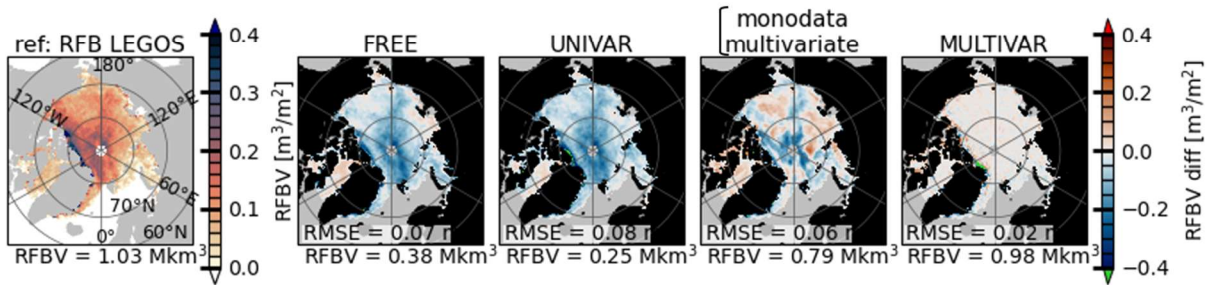 monodata
multivariate
ref: RFB LEGOS
FREE
UNIVAR
MULTIVAR
180°
120°W
120°E
60°E
70°N
0°
60°N
RFBV = 1.03 Mkm³
0.4
0.3
0.2
0.1
0.0
RFBV [m³/m²]
RMSE = 0.07
RFBV = 0.38 Mkm³
RMSE = 0.08
RFBV = 0.25 Mkm³
RMSE = 0.06
RFBV = 0.79 Mkm³
RMSE = 0.02
RFBV = 0.98 Mkm³
0.4
0.2
0.0
−0.2
−0.4
RFBV diff [m³/m²]